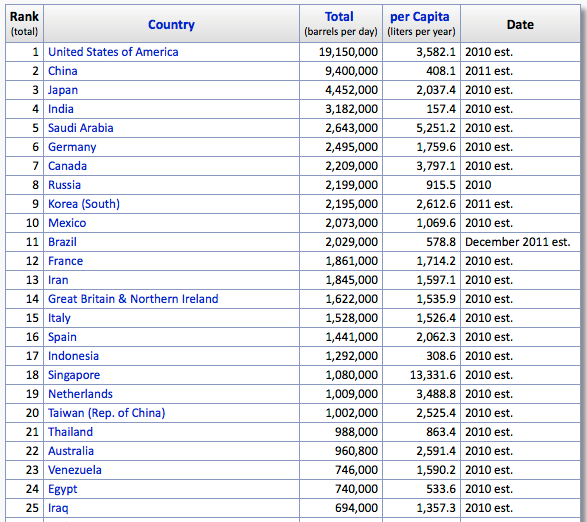 Rank Country Total per Capita Date
(total) (barrels per day) (liters per year)
1 United States of America 19,150,000 3,582.1 2010 est.
2 China 9,400,000 408.1 2011 est.
3 Japan 4,452,000 2,037.4 2010 est.
4 India 3,182,000 157.4 2010 est.
5 Saudi Arabia 2,643,000 5,251.2 2010 est.
6 Germany 2,495,000 1,759.6 2010 est.
7 Canada 2,209,000 3,797.1 2010 est.
8 Russia 2,199,000 915.5 2010
9 Korea (South) 2,195,000 2,612.6 2011 est.
10 Mexico 2,073,000 1,069.6 2010 est.
11 Brazil 2,029,000 578.8 December 2011 est.
12 France 1,861,000 1,714.2 2010 est.
13 Iran 1,845,000 1,597.1 2010 est.
14 Great Britain & Northern Ireland 1,622,000 1,535.9 2010 est.
15 Italy 1,528,000 1,526.4 2010 est.
16 Spain 1,441,000 2,062.3 2010 est.
17 Indonesia 1,292,000 308.6 2010 est.
18 Singapore 1,080,000 13,331.6 2010 est.
19 Netherlands 1,009,000 3,488.8 2010 est.
20 Taiwan (Rep. of China) 1,002,000 2,525.4 2010 est.
21 Thailand 988,000 863.4 2010 est.
22 Australia 960,800 2,591.4 2010 est.
23 Venezuela 746,000 1,590.2 2010 est.
24 Egypt 740,000 533.6 2010 est.
25 Iraq 694,000 1,357.3 2010 est.